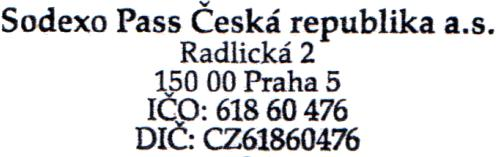 Sodexo Pass Česká republika a.s.
Radlická 2
150 00 Praha 5
IČO: 618 60 476
DIČ: CZ61860476